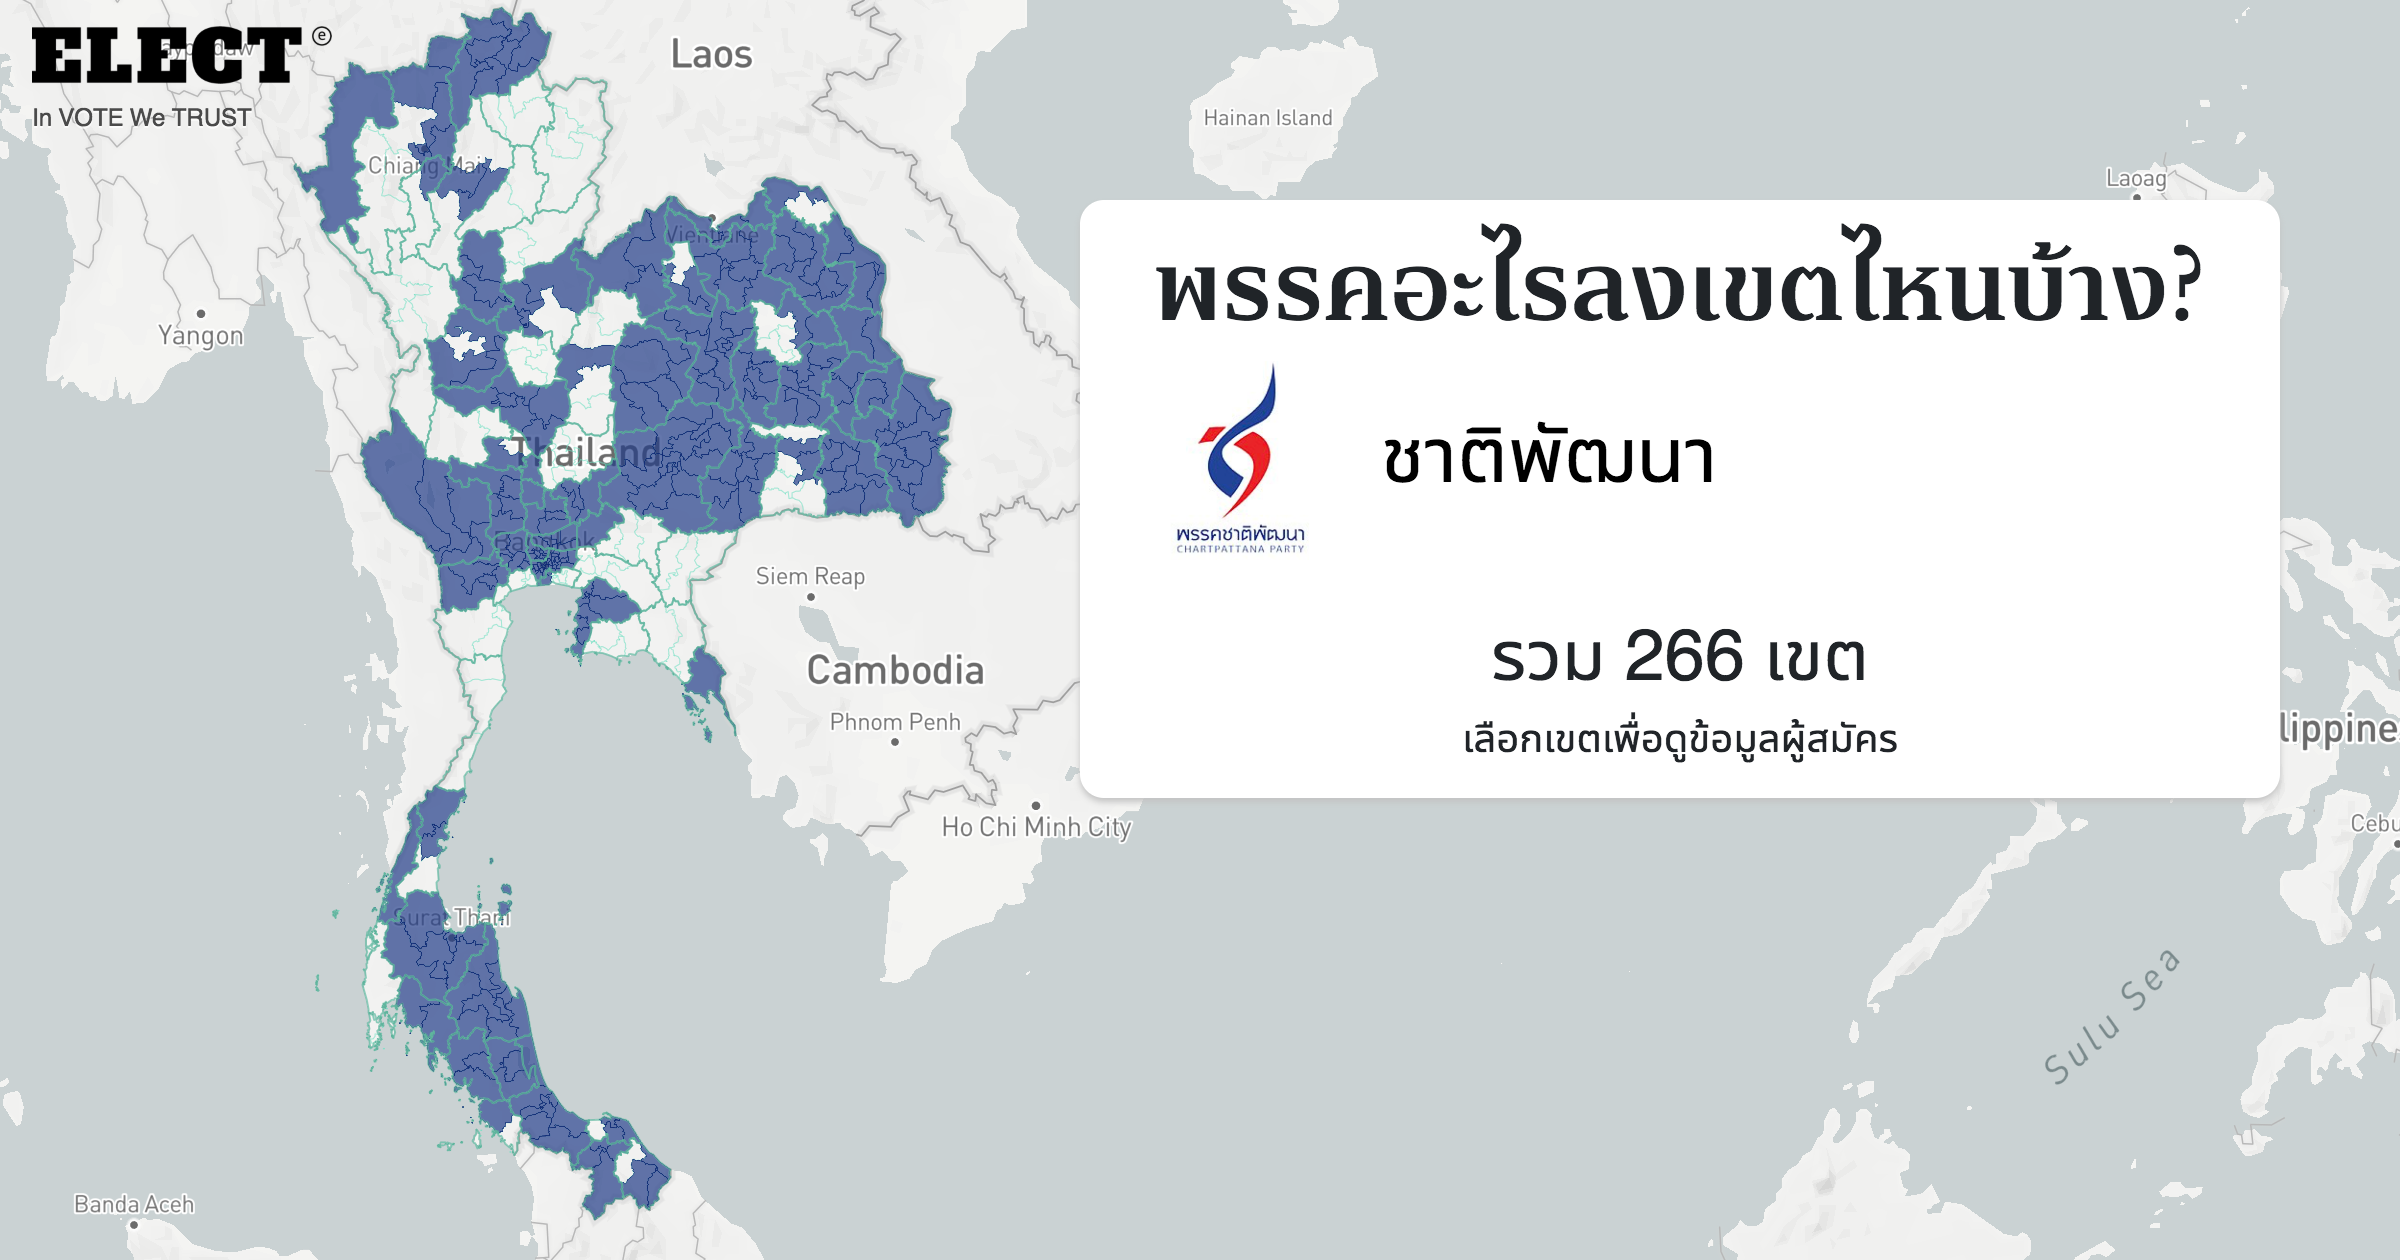 ELECT ⓔ
In VOTE We TRUST
Laos
Hainan Island
Chiang Mai
Laoag
Vientiane
Yangon
พรรคอะไรลงเขตไหนบ้าง?
ชาติพัฒนา
พรรคชาติพัฒนา
CHARTPATTANA PARTY
Thailand
Bangkok
Siem Reap
Cambodia
Phnom Penh
รวม 266 เขต
เลือกเขตเพื่อดูข้อมูลผู้สมัคร
lippine
Ho Chi Minh City
Cebu
Surat Thani
Sulu Sea
Banda Aceh